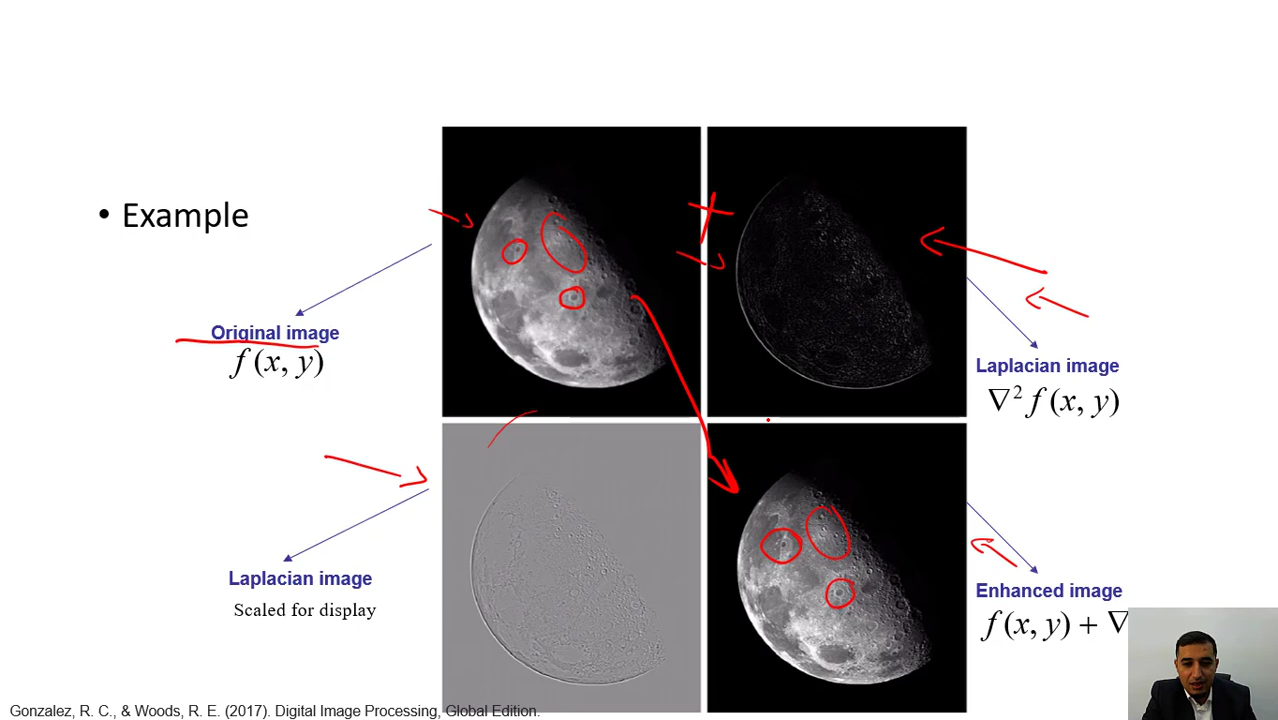 • Example
Original image
f (x, y)
Laplacian image
∇² f (x, y)
Laplacian image
Scaled for display
Enhanced image
f (x, y) + ∇
Gonzalez, R. C., & Woods, R. E. (2017). Digital Image Processing, Global Edition.